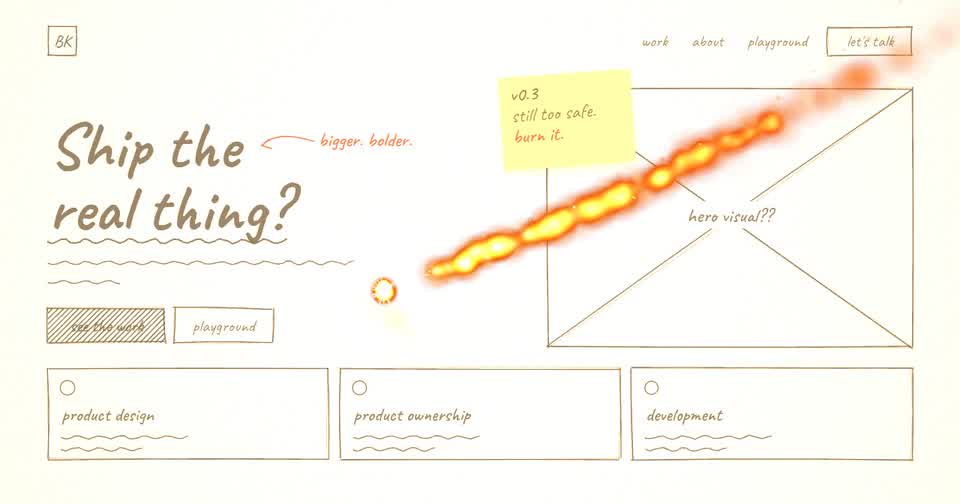 BK
work about playground let's talk
v0.3
still too safe.
burn it.
Ship the
real thing?
bigger. bolder.
hero visual??
see the work playground
product design
product ownership
development